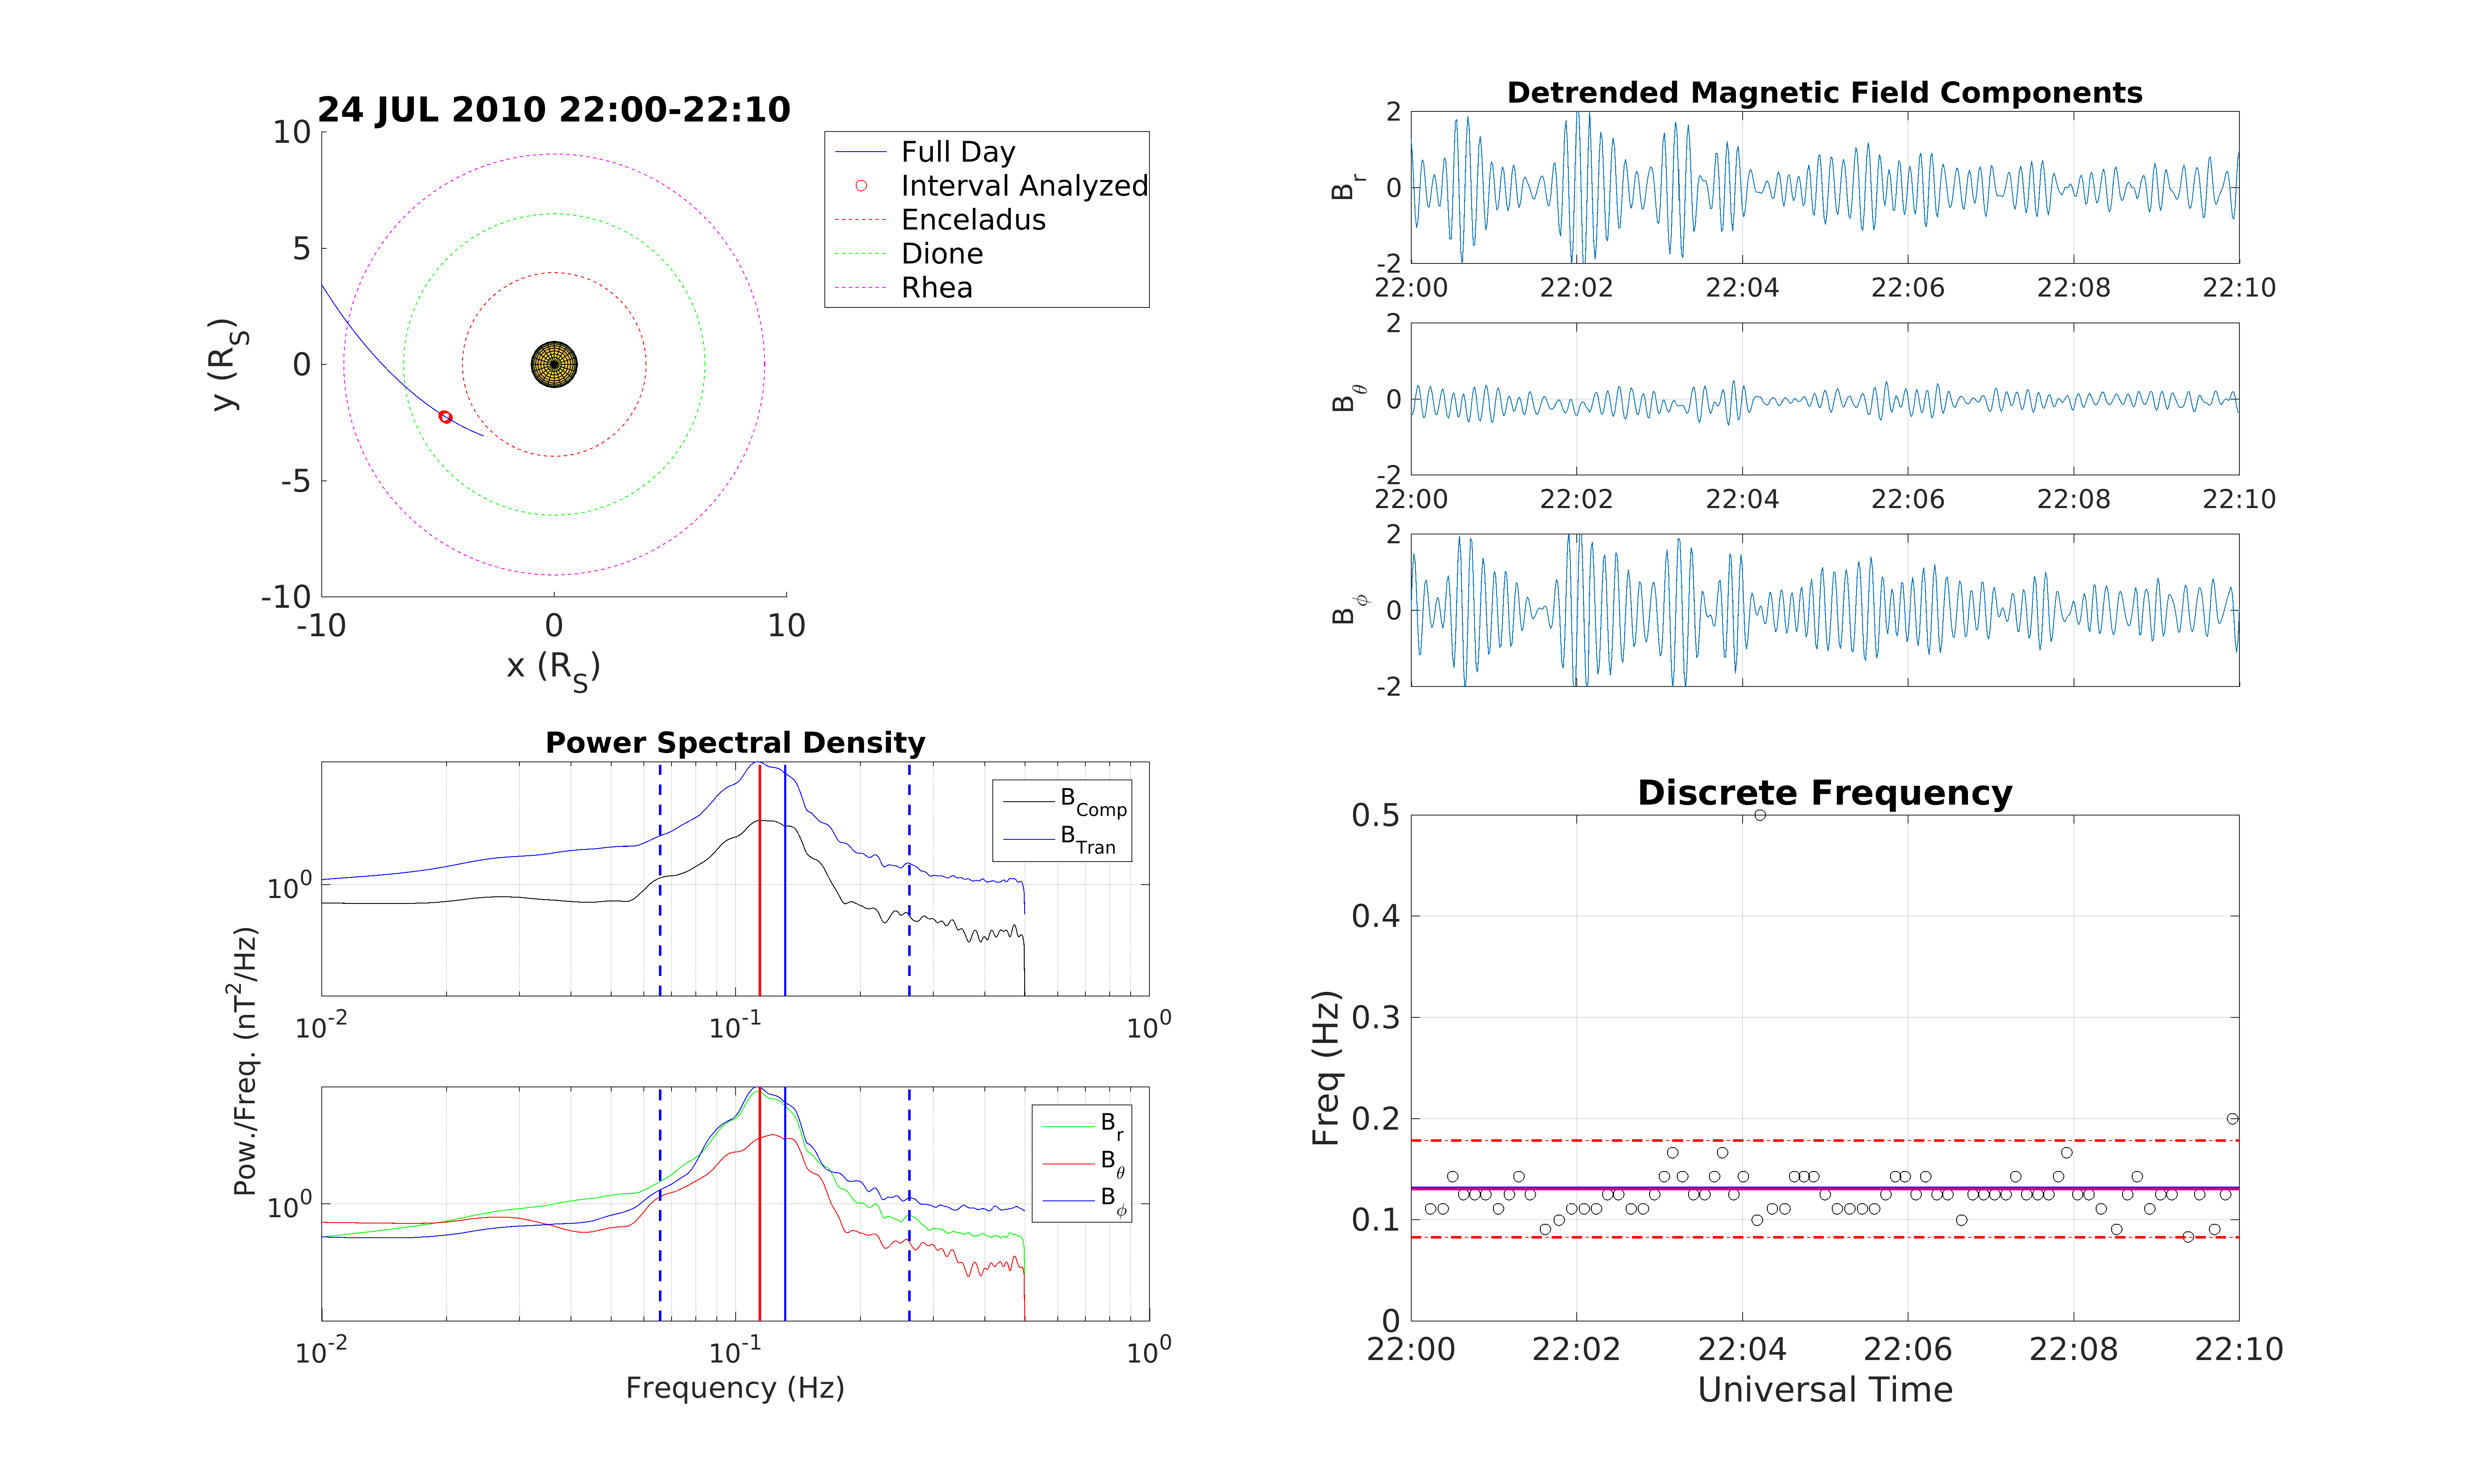 24 JUL 2010 22:00-22:10
10
5
0
-5
-10
-10
0
10
y (R_S)
x (R_S)
Full Day
Interval Analyzed
Enceladus
Dione
Rhea
Detrended Magnetic Field Components
2
0
-2
B_r
22:00 22:02 22:04 22:06 22:08 22:10
2
0
-2
B_θ
22:00 22:02 22:04 22:06 22:08 22:10
2
0
-2
B_ϕ
Power Spectral Density
10^0
B_Comp
B_Tran
10^-2 10^-1 10^0
Pow./Freq. (nT^2/Hz)
10^0
B_r
B_θ
B_ϕ
10^-2 10^-1 10^0
Frequency (Hz)
Discrete Frequency
0.5
0.4
0.3
0.2
0.1
0
Freq (Hz)
22:00 22:02 22:04 22:06 22:08 22:10
Universal Time